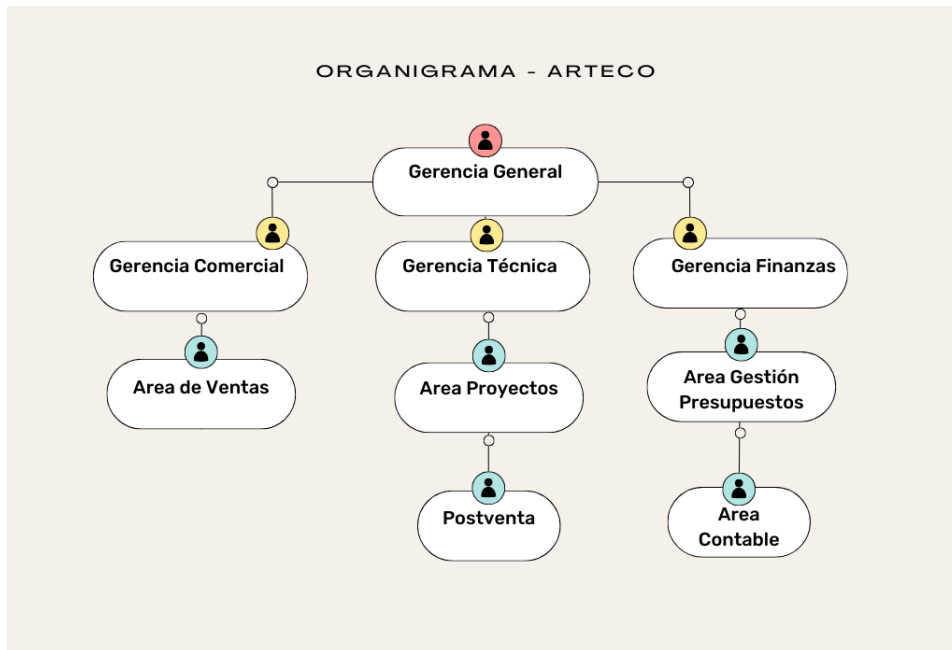 ORGANIGRAMA - ARTECO
Gerencia General
Gerencia Comercial
Gerencia Técnica
Gerencia Finanzas
Area de Ventas
Area Proyectos
Area Gestión
Presupuestos
Postventa
Area
Contable